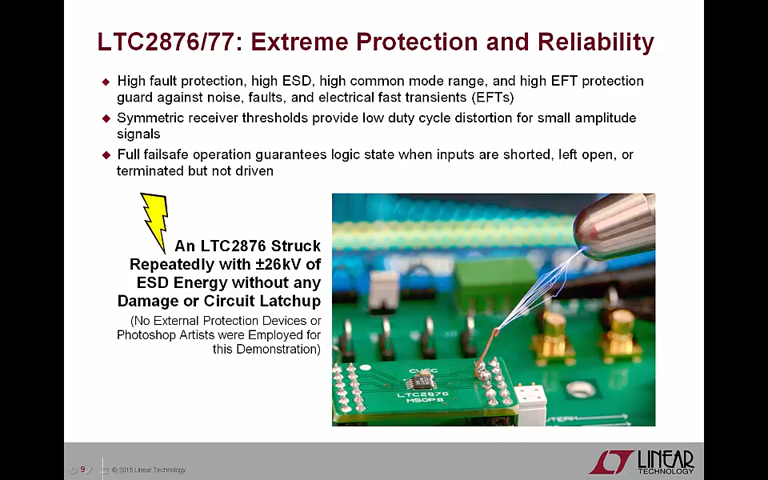 LTC2876/77: Extreme Protection and Reliability
High fault protection, high ESD, high common mode range, and high EFT protection
guard against noise, faults, and electrical fast transients (EFTs)
Symmetric receiver thresholds provide low duty cycle distortion for small amplitude
signals
Full failsafe operation guarantees logic state when inputs are shorted, left open, or
terminated but not driven
An LTC2876 Struck
Repeatedly with ±26kV of
ESD Energy without any
Damage or Circuit Latchup
(No External Protection Devices or
Photoshop Artists were Employed for
this Demonstration)
LTC2876
MSOP8
9
© 2015 Linear Technology
LINEAR
TECHNOLOGY